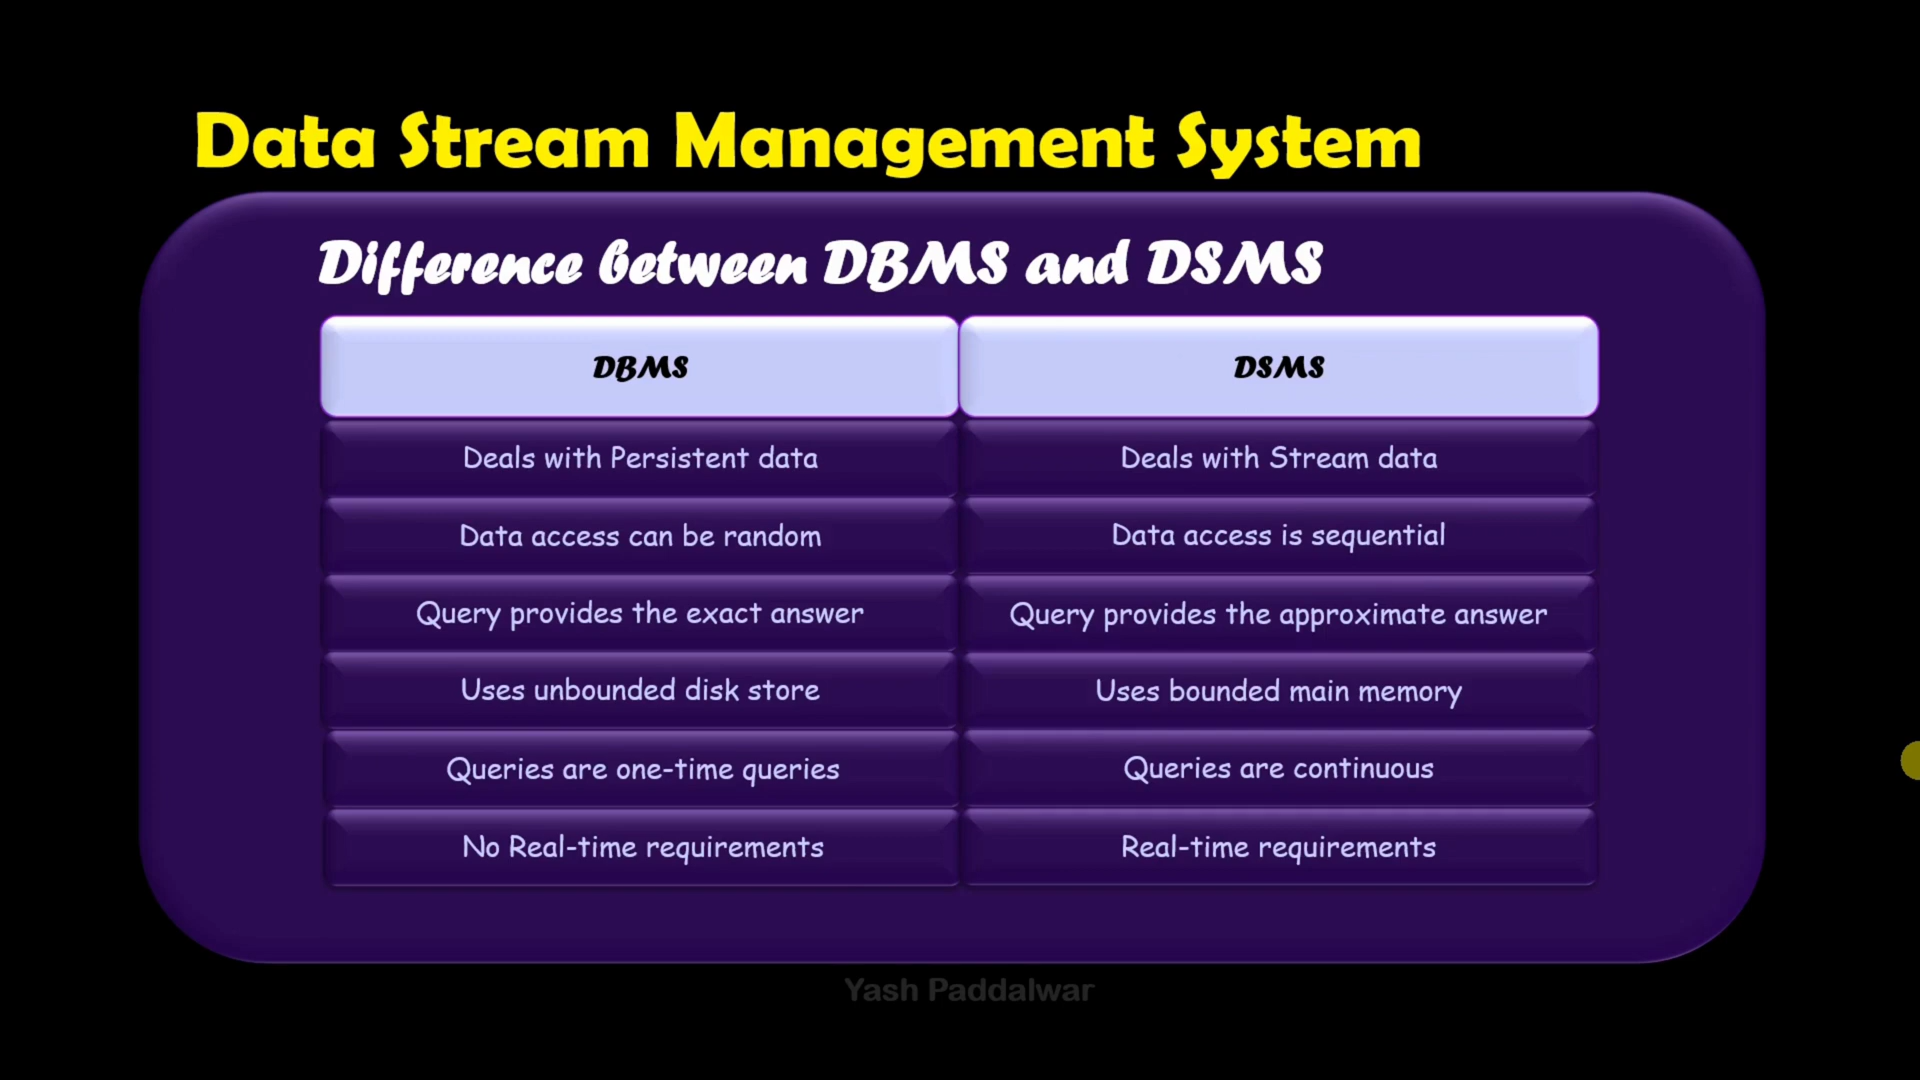 Data Stream Management System
Difference between DBMS and DSMS
DBMS DSMS
Deals with Persistent data Deals with Stream data
Data access can be random Data access is sequential
Query provides the exact answer Query provides the approximate answer
Uses unbounded disk store Uses bounded main memory
Queries are one-time queries Queries are continuous
No Real-time requirements Real-time requirements
Yash Paddalwar